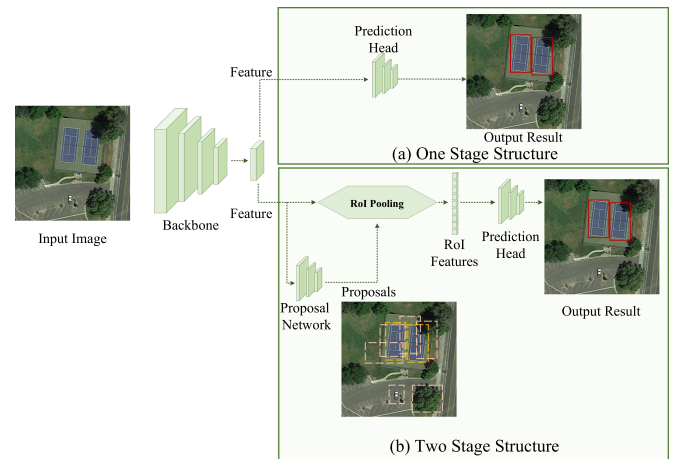 Prediction
Head
Feature
Output Result
(a) One Stage Structure
Input Image
Backbone
Feature
RoI Pooling
RoI
Features
Prediction
Head
Output Result
Proposal
Network
Proposals
(b) Two Stage Structure